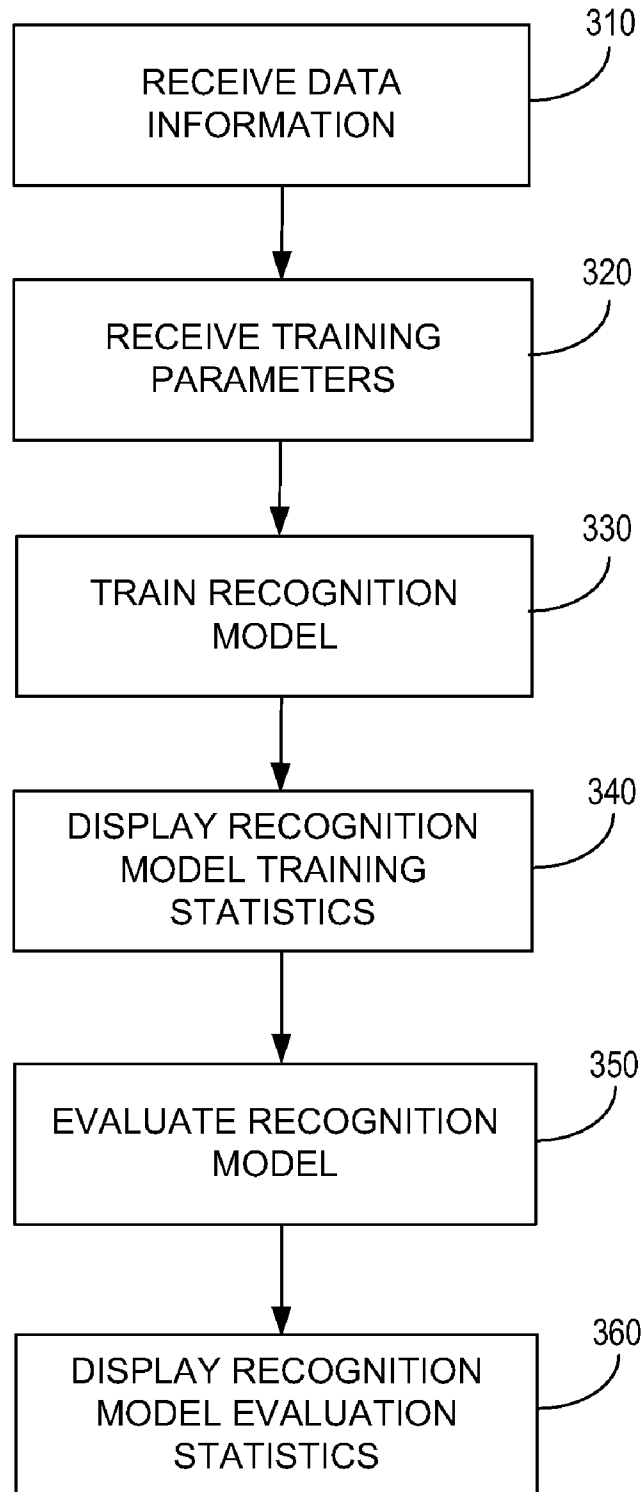 310
RECEIVE DATA
INFORMATION
320
RECEIVE TRAINING
PARAMETERS
330
TRAIN RECOGNITION
MODEL
340
DISPLAY RECOGNITION
MODEL TRAINING
STATISTICS
350
EVALUATE RECOGNITION
MODEL
360
DISPLAY RECOGNITION
MODEL EVALUATION
STATISTICS